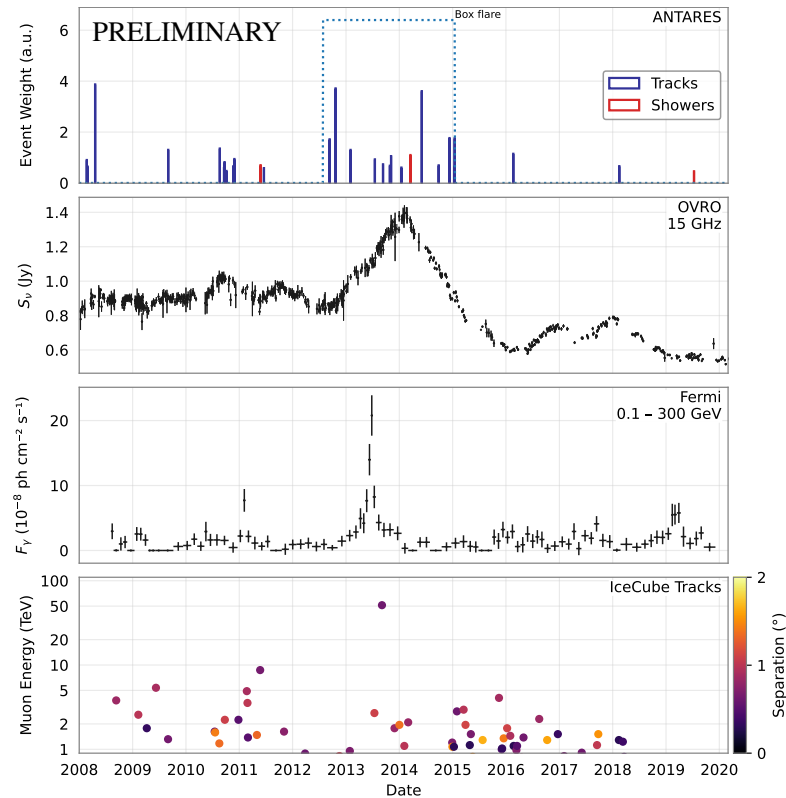 PRELIMINARY
Box flare
ANTARES
Tracks
Showers
Event Weight (a.u.)
6
4
2
0
OVRO
15 GHz
Sν (Jy)
1.4
1.2
1.0
0.8
0.6
Fermi
0.1 – 300 GeV
Fγ (10⁻⁸ ph cm⁻² s⁻¹)
20
10
0
IceCube Tracks
Muon Energy (TeV)
100
50
20
10
5
2
1
2
1
0
Separation (°)
2008 2009 2010 2011 2012 2013 2014 2015 2016 2017 2018 2019 2020
Date